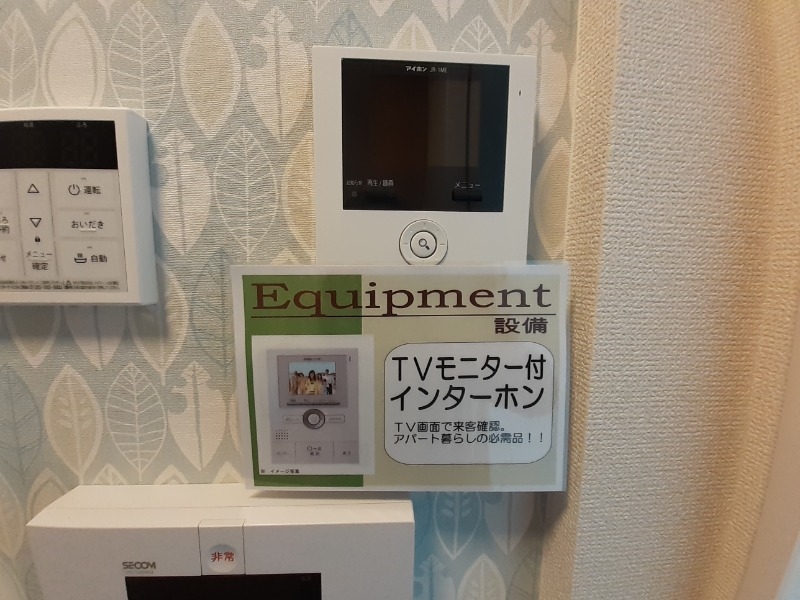 アイホン JS-1ME
再生/録画
メニュー
運転
おいだき
メニュー
確定
自動
Equipment
設備
TVモニター付
インターホン
TV画面で来客確認。
アパート暮らしの必需品！！
※ イメージ写真
SECOM
非常